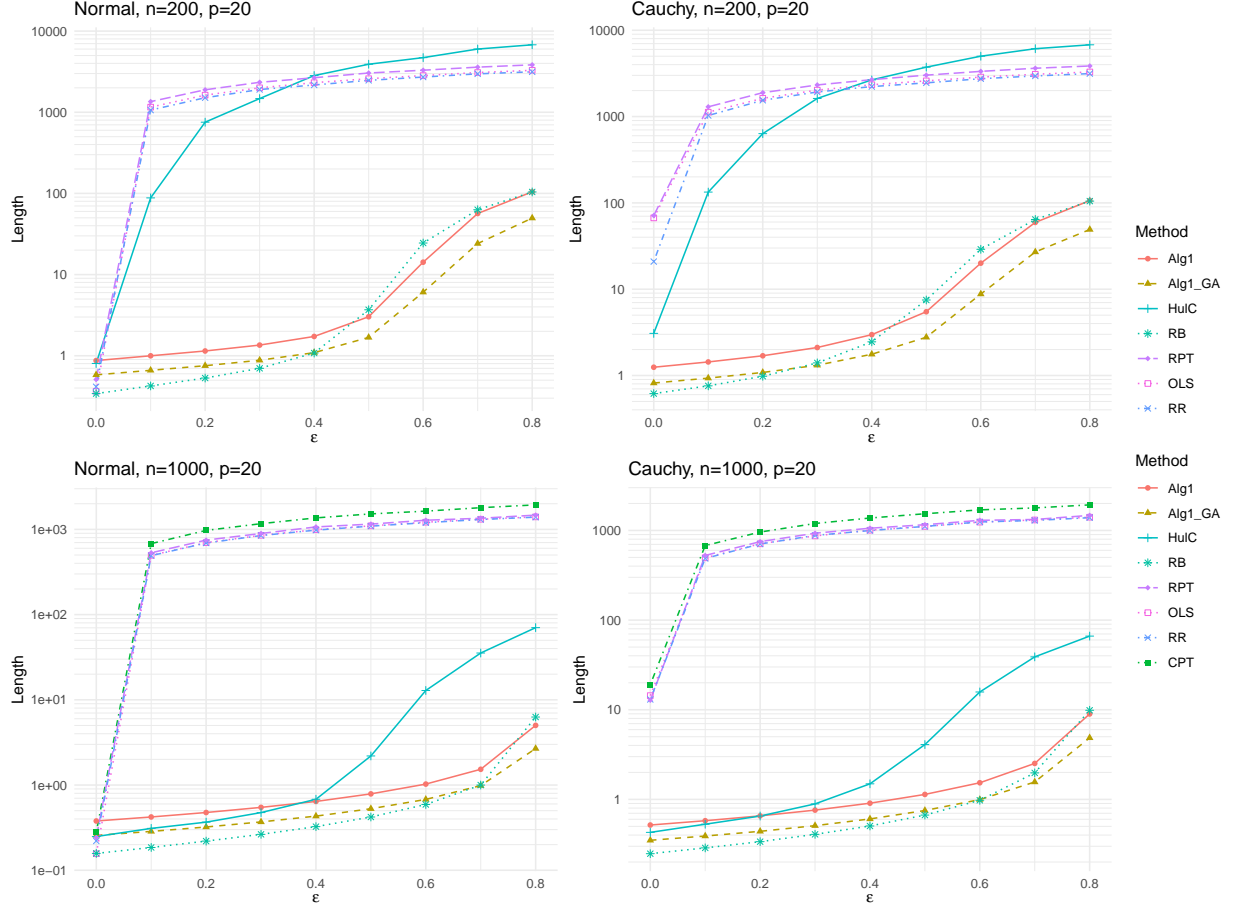 Normal, n=200, p=20
10000
1000
100
10
1
Length
0.0 0.2 0.4 0.6 0.8
ε
Cauchy, n=200, p=20
10000
1000
100
10
1
Length
0.0 0.2 0.4 0.6 0.8
ε
Method
Alg1
Alg1_GA
HulC
RB
RPT
OLS
RR
Normal, n=1000, p=20
1e+03
1e+02
1e+01
1e+00
1e−01
Length
0.0 0.2 0.4 0.6 0.8
ε
Cauchy, n=1000, p=20
1000
100
10
1
Length
0.0 0.2 0.4 0.6 0.8
ε
Method
Alg1
Alg1_GA
HulC
RB
RPT
OLS
RR
CPT